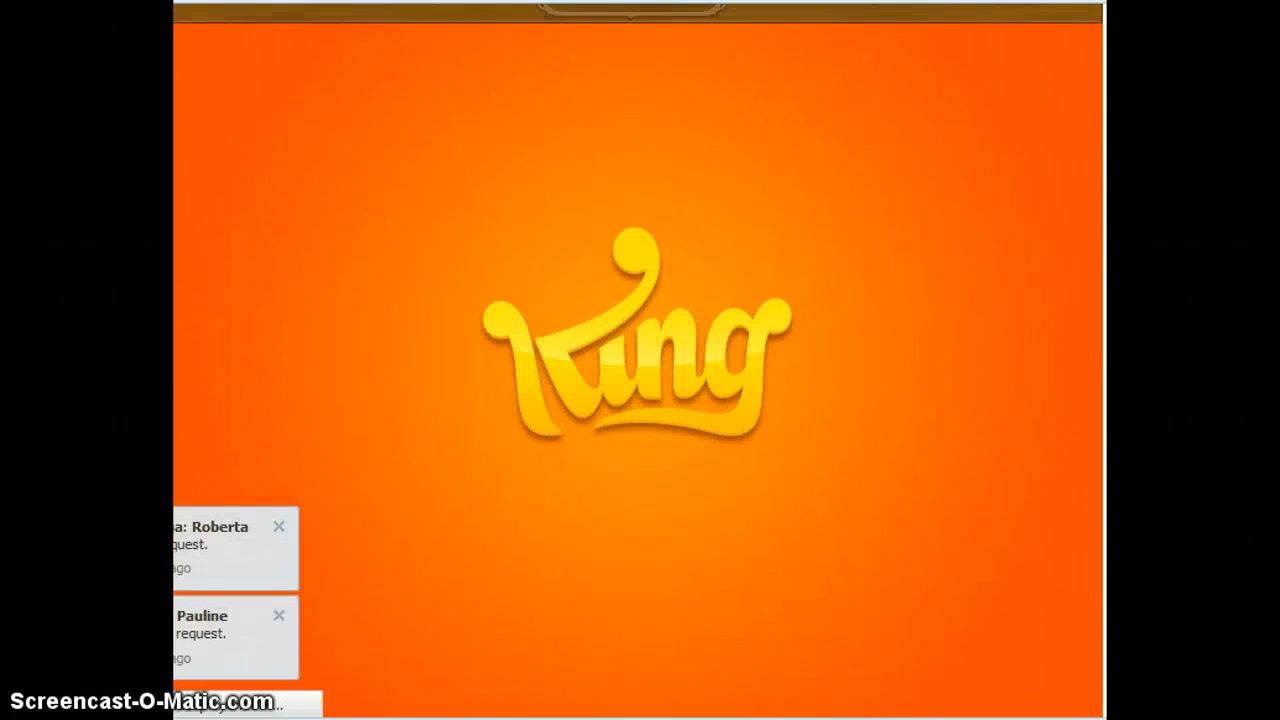 King
a: Roberta
quest.
ago
Pauline
request.
ago
Screencast-O-Matic.com